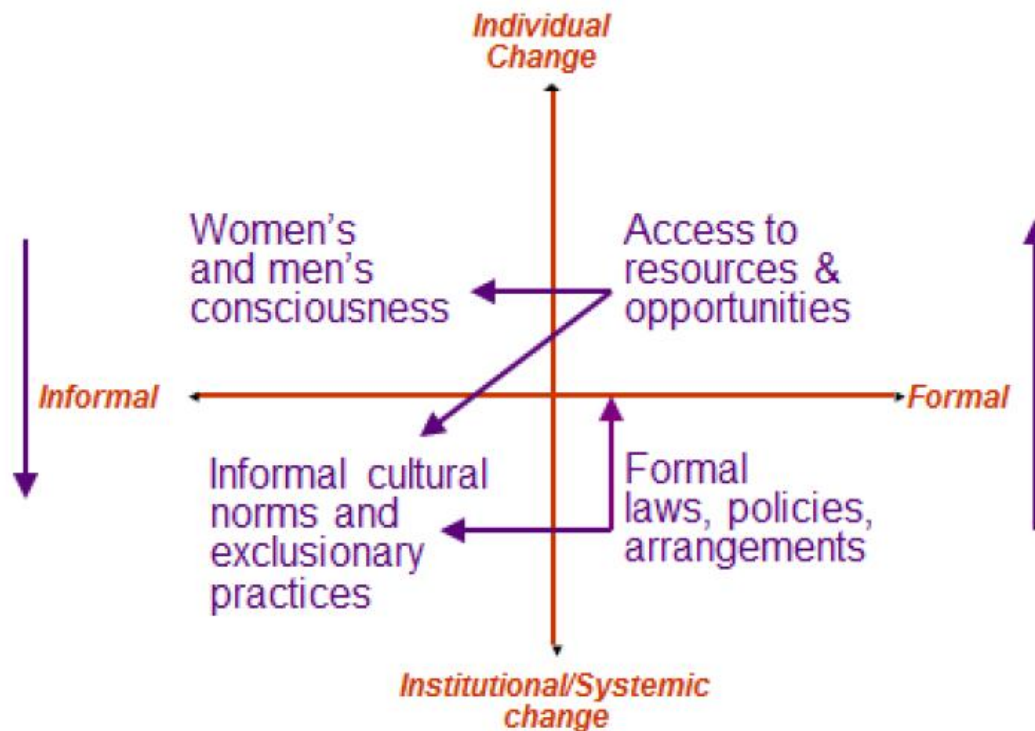 Individual
Change
Women's
and men's
consciousness
Access to
resources &
opportunities
Informal
Formal
Informal cultural
norms and
exclusionary
practices
Formal
laws, policies,
arrangements
Institutional/Systemic
change